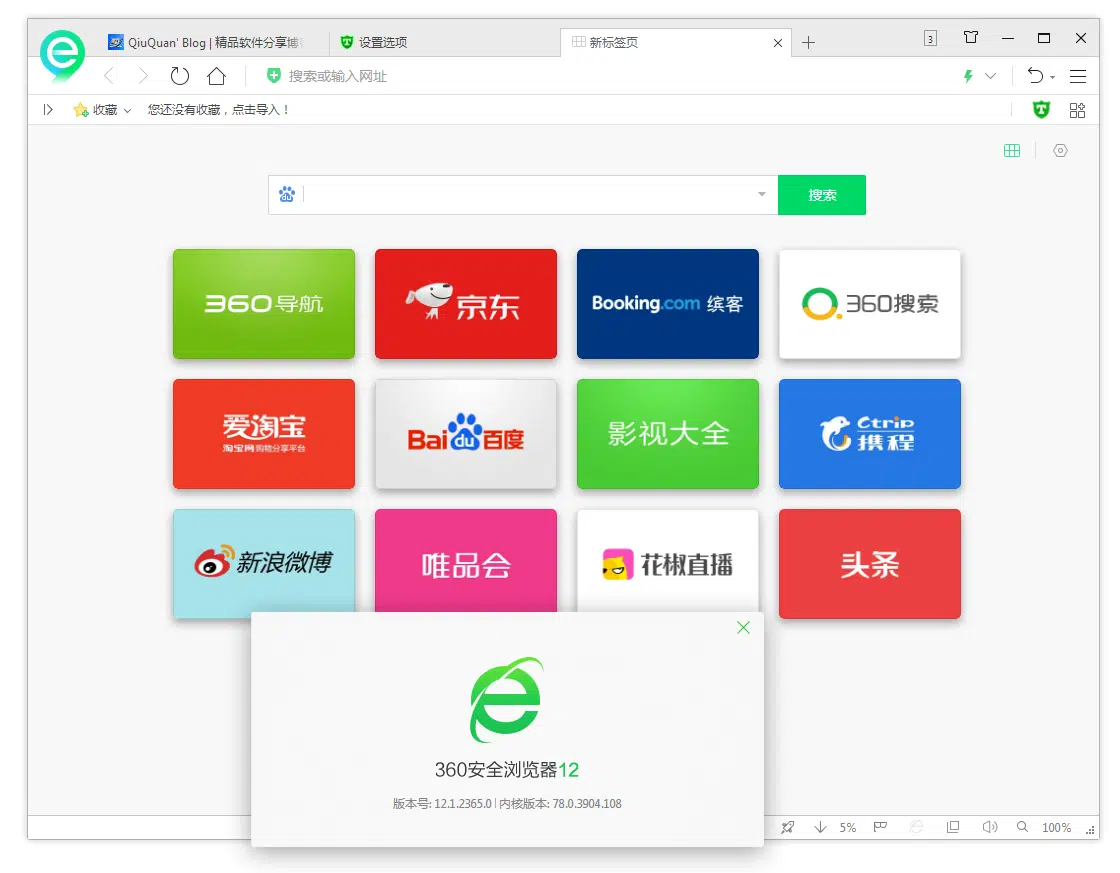 QiuQuan' Blog | 精品软件分享博
设置选项
新标签页
3
搜索或输入网址
收藏
您还没有收藏，点击导入！
du
搜索
360导航
京东
Booking.com 缤客
360搜索
爱淘宝
淘宝网购物分享平台
Bai du 百度
影视大全
Ctrip
携程
新浪微博
唯品会
花椒直播
头条
360安全浏览器12
版本号: 12.1.2365.0 | 内核版本: 78.0.3904.108
5%
100%